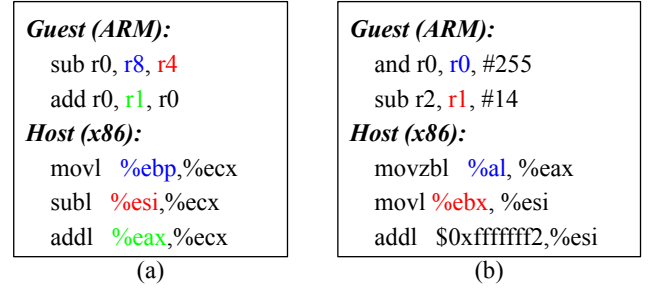 Guest (ARM):
sub r0, r8, r4
add r0, r1, r0
Host (x86):
movl %ebp,%ecx
subl %esi,%ecx
addl %eax,%ecx
(a)
Guest (ARM):
and r0, r0, #255
sub r2, r1, #14
Host (x86):
movzbl %al, %eax
movl %ebx, %esi
addl $0xfffffff2,%esi
(b)